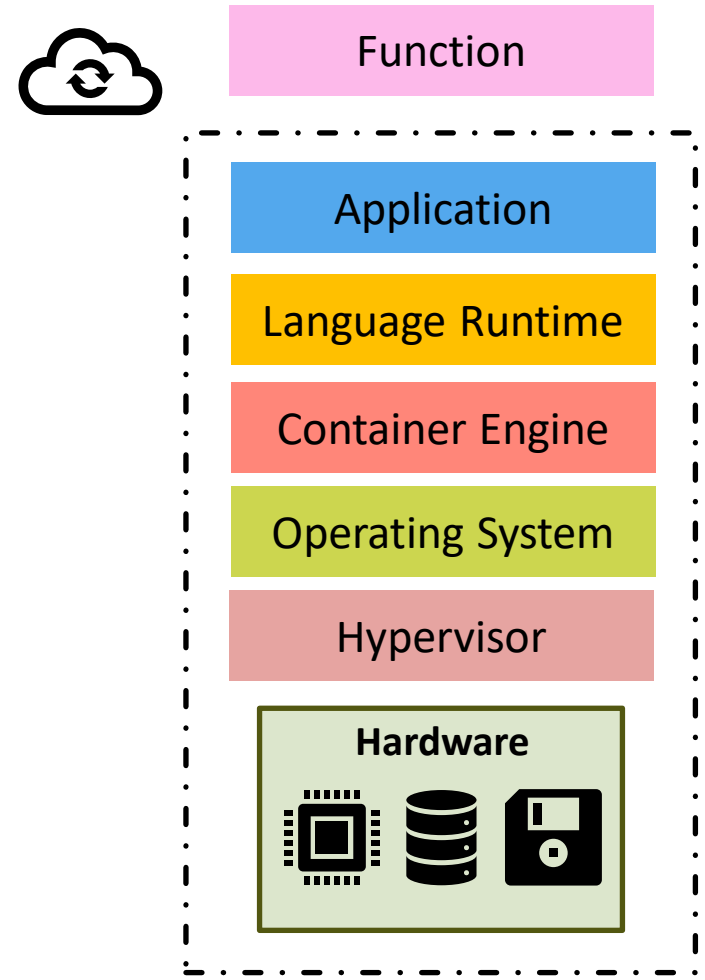 Function
Application
Language Runtime
Container Engine
Operating System
Hypervisor
Hardware